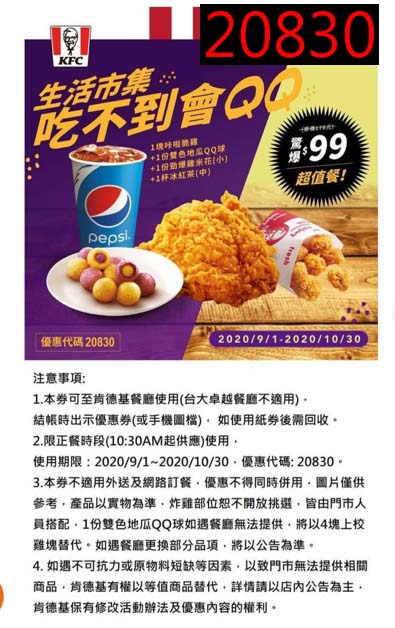 20830
KFC
生活市集
吃不到會QQ
1塊咔啦脆雞
+1份雙色地瓜QQ球
+1份勁爆雞米花(小)
+1杯冰紅茶(中)
驚爆$99
超值餐!
pepsi
fresh
優惠代碼 20830
2020/9/1-2020/10/30
注意事項:
1.本券可至肯德基餐廳使用(台大卓越餐廳不適用)，
結帳時出示優惠券(或手機圖檔)， 如使用紙券後需回收。
2.限正餐時段(10:30AM起供應)使用，
使用期限：2020/9/1~2020/10/30，優惠代碼: 20830。
3.本券不適用外送及網路訂餐，優惠不得同時併用，圖片僅供
參考，產品以實物為準，炸雞部位恕不開放挑選，皆由門市人
員搭配，1份雙色地瓜QQ球如遇餐廳無法提供，將以4塊上校
雞塊替代。如遇餐廳更換部分品項，將以公告為準。
4. 如遇不可抗力或原物料短缺等因素，以致門市無法提供相關
商品，肯德基有權以等值商品替代，詳情請以店內公告為主，
肯德基保有修改活動辦法及優惠內容的權利。